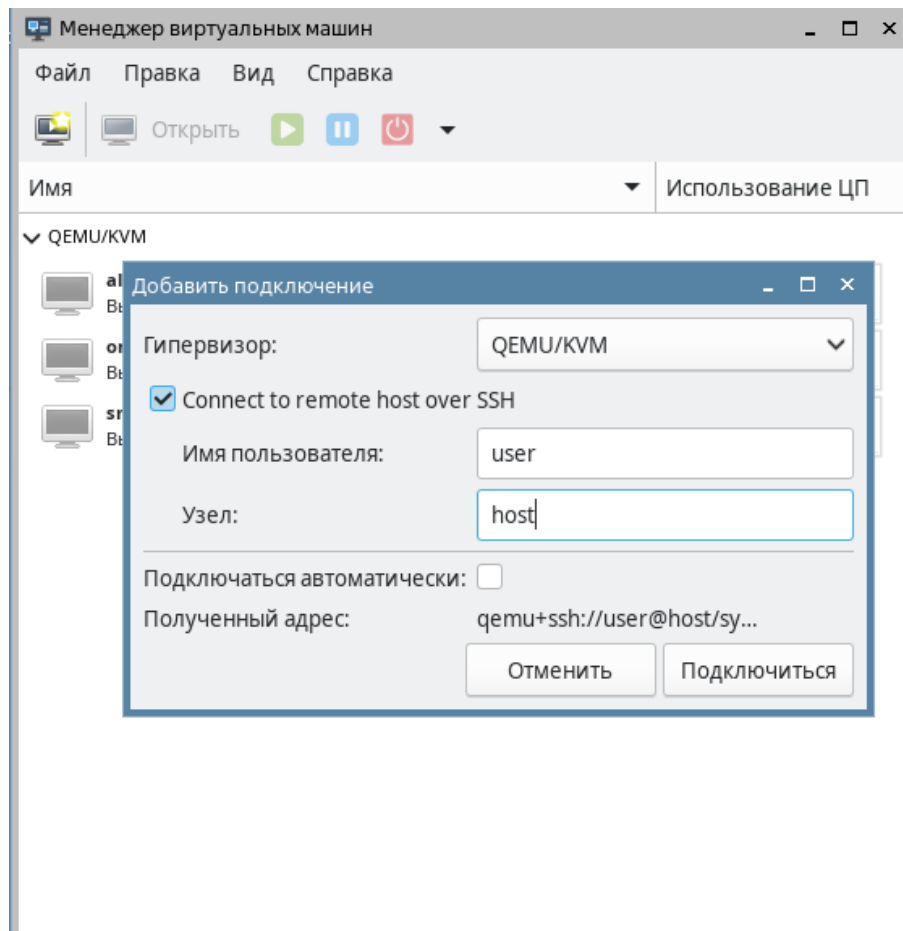 Менеджер виртуальных машин
Файл Правка Вид Справка
Открыть
Имя Использование ЦП
QEMU/KVM
Добавить подключение
Гипервизор: QEMU/KVM
Connect to remote host over SSH
Имя пользователя: user
Узел: host
Подключаться автоматически:
Полученный адрес: qemu+ssh://user@host/sy...
Отменить Подключиться